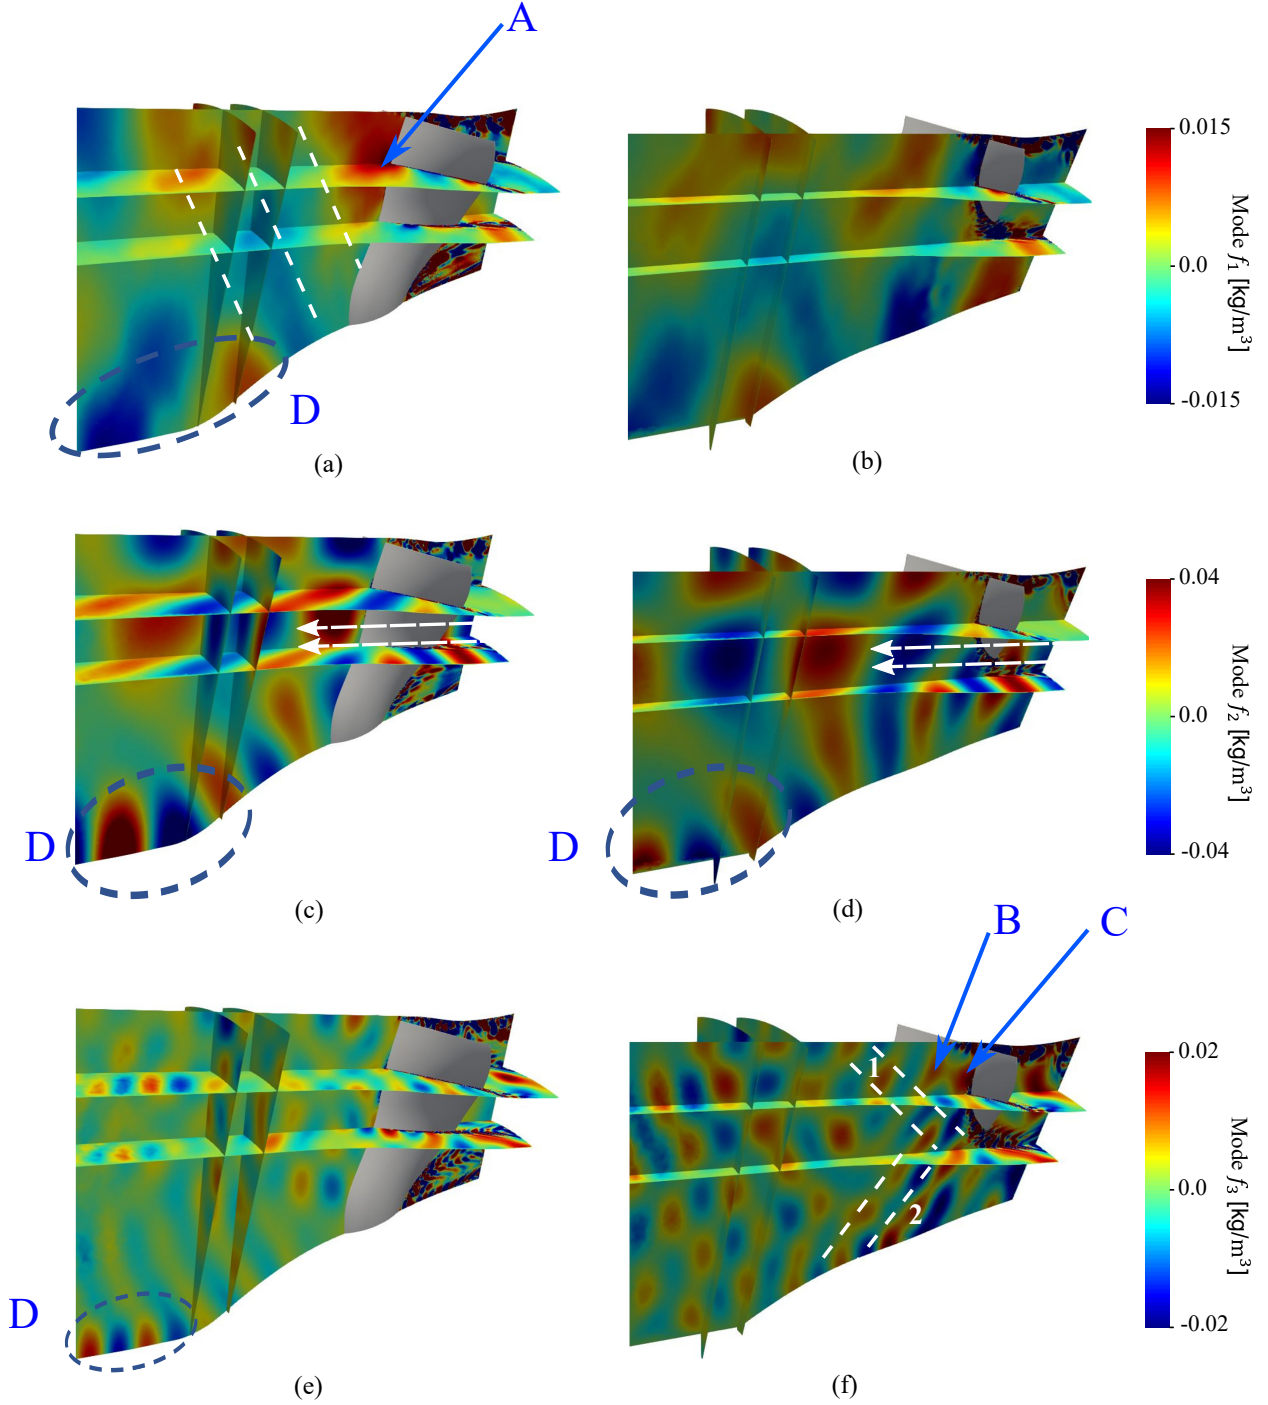 A
0.015
0.0
-0.015
Mode f₁ [kg/m³]
D
(a)
(b)
0.04
0.0
-0.04
Mode f₂ [kg/m³]
D
D
(c)
(d)
B
C
1
2
0.02
0.0
-0.02
Mode f₃ [kg/m³]
D
(e)
(f)